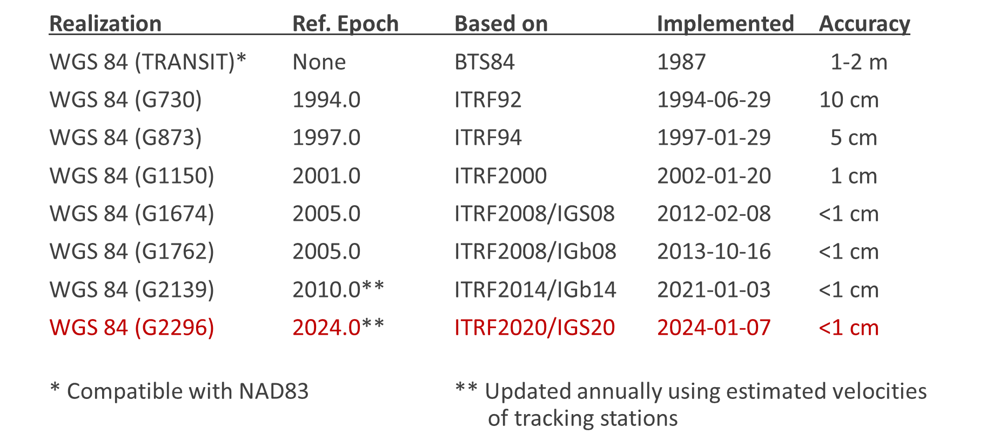 Realization Ref. Epoch Based on Implemented Accuracy
WGS 84 (TRANSIT)* None BTS84 1987 1-2 m
WGS 84 (G730) 1994.0 ITRF92 1994-06-29 10 cm
WGS 84 (G873) 1997.0 ITRF94 1997-01-29 5 cm
WGS 84 (G1150) 2001.0 ITRF2000 2002-01-20 1 cm
WGS 84 (G1674) 2005.0 ITRF2008/IGS08 2012-02-08 <1 cm
WGS 84 (G1762) 2005.0 ITRF2008/IGb08 2013-10-16 <1 cm
WGS 84 (G2139) 2010.0** ITRF2014/IGb14 2021-01-03 <1 cm
WGS 84 (G2296) 2024.0** ITRF2020/IGS20 2024-01-07 <1 cm
* Compatible with NAD83
** Updated annually using estimated velocities
of tracking stations